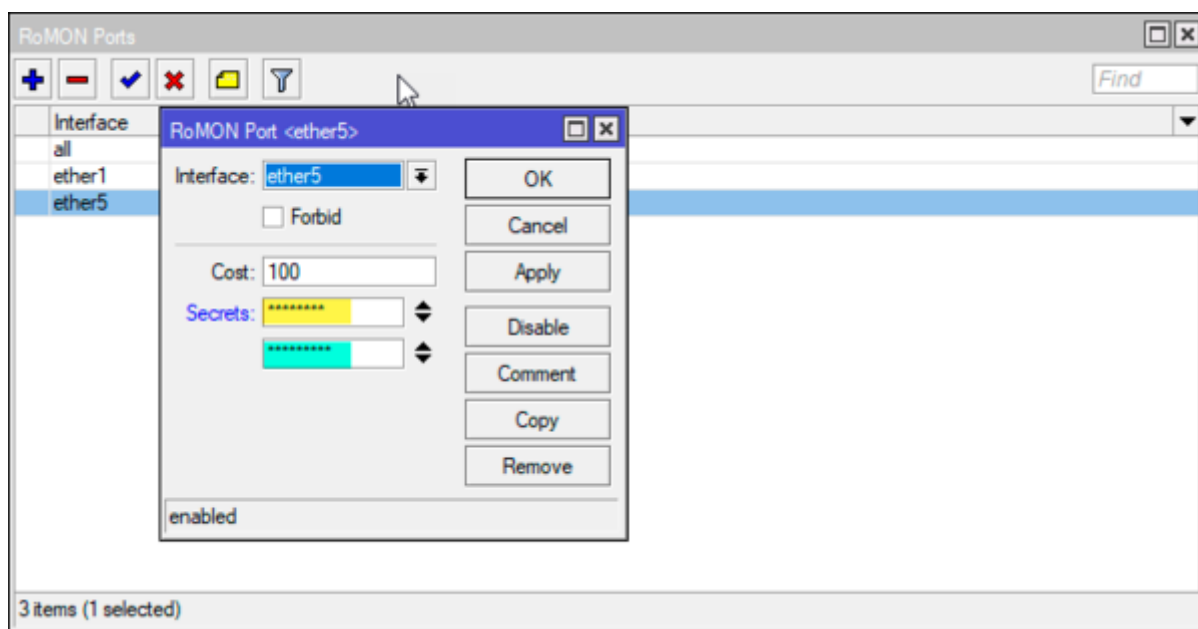 RoMON Ports
Find
Interface
all
ether1
ether5
RoMON Port <ether5>
Interface: ether5
Forbid
Cost: 100
Secrets: ********
*********
OK
Cancel
Apply
Disable
Comment
Copy
Remove
enabled
3 items (1 selected)